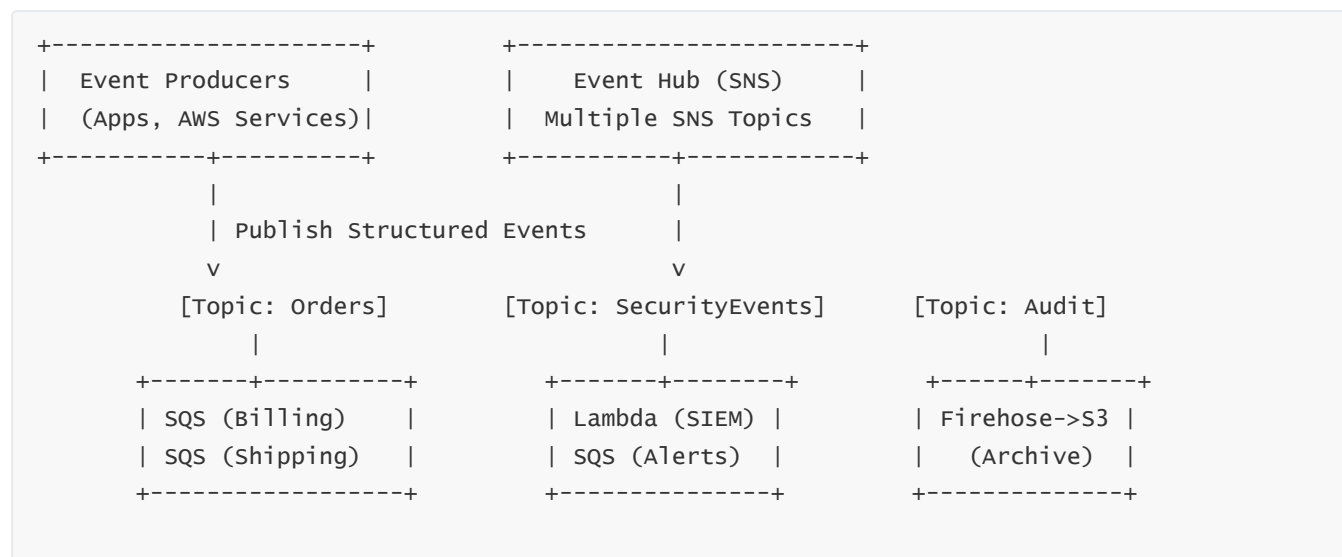 +----------------------+         +------------------------+
|   Event Producers     |         |    Event Hub (SNS)     |
|  (Apps, AWS Services)|         |  Multiple SNS Topics   |
+-----------+----------+         +-----------+------------+
            |                                |
            | Publish Structured Events      |
            v                                v
          [Topic: Orders]        [Topic: SecurityEvents]      [Topic: Audit]
               |                            |                          |
       +-------+----------+         +-------+--------+         +------+-------+
       | SQS (Billing)    |         | Lambda (SIEM) |         | Firehose->S3 |
       | SQS (Shipping)   |         | SQS (Alerts)  |         |   (Archive)  |
       +------------------+         +---------------+        +--------------+